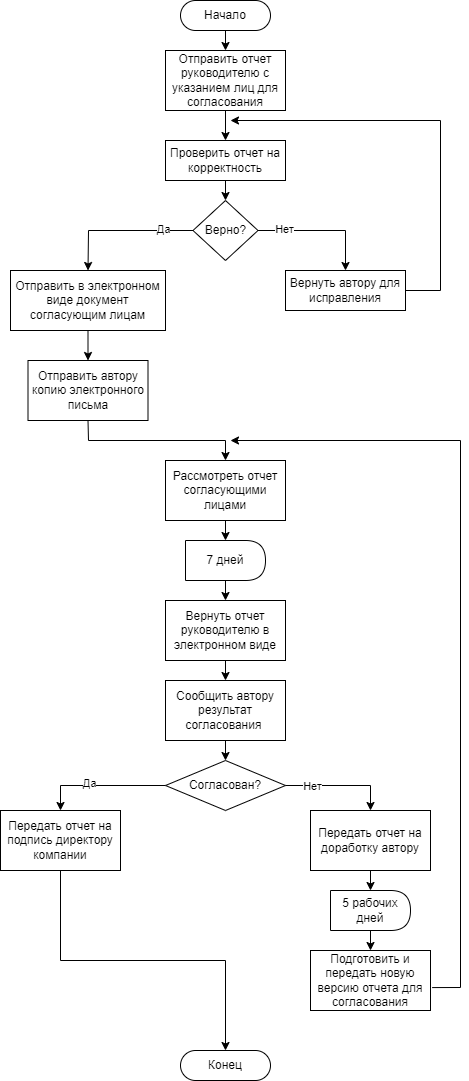 Начало
Отправить отчет
руководителю с
указанием лиц для
согласования
Проверить отчет на
корректность
Верно?
Да
Нет
Отправить в электронном
виде документ
согласующим лицам
Вернуть автору для
исправления
Отправить автору
копию электронного
письма
Рассмотреть отчет
согласующими
лицами
7 дней
Вернуть отчет
руководителю в
электронном виде
Сообщить автору
результат
согласования
Согласован?
Да
Нет
Передать отчет на
подпись директору
компании
Передать отчет на
доработку автору
5 рабочих
дней
Подготовить и
передать новую
версию отчета для
согласования
Конец